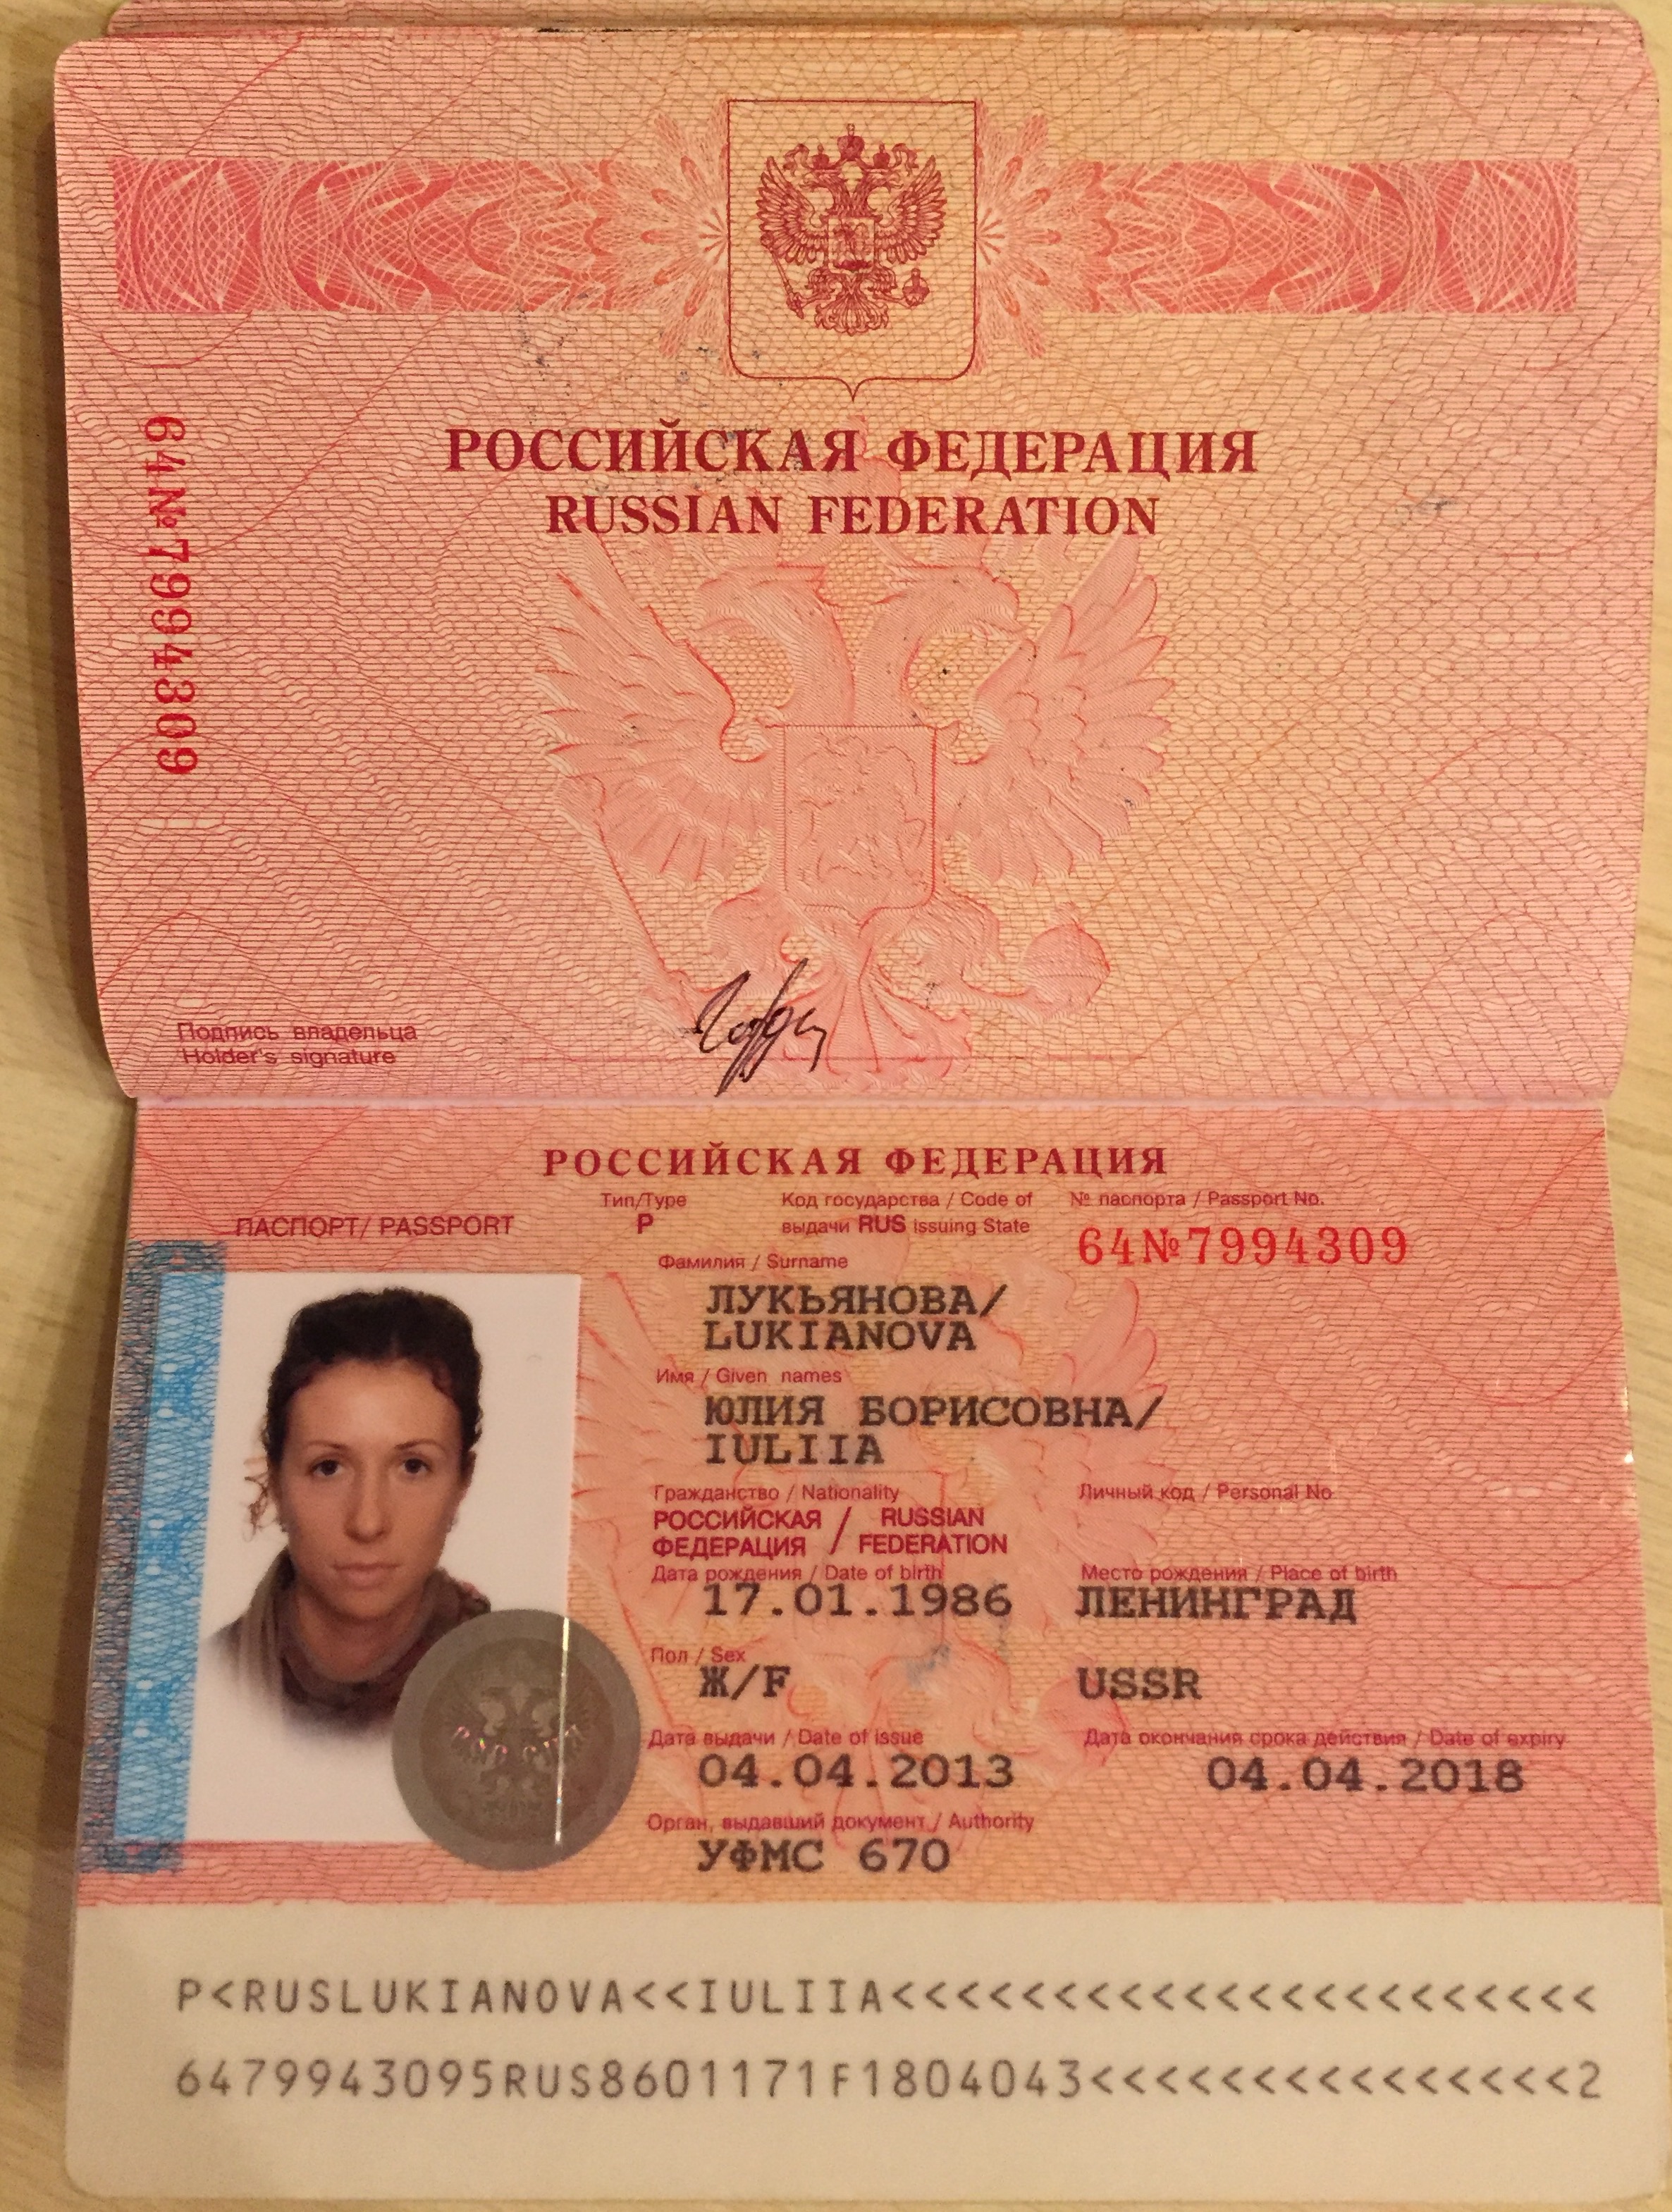 РОССИЙСКАЯ ФЕДЕРАЦИЯ
RUSSIAN FEDERATION
64№7994309
Подпись владельца
Holder's signature
РОССИЙСКАЯ ФЕДЕРАЦИЯ
ПАСПОРТ/ PASSPORT
Тип/Type
P
Код государства / Code of
выдачи RUS Issuing State
№ паспорта / Passport No.
64№7994309
Фамилия / Surname
ЛУКЬЯНОВА/
LUKIANOVA
Имя / Given names
ЮЛИЯ БОРИСОВНА/
IULIIA
Гражданство / Nationality
РОССИЙСКАЯ / RUSSIAN
ФЕДЕРАЦИЯ / FEDERATION
Личный код / Personal No
Дата рождения / Date of birth
17.01.1986
Место рождения / Place of birth
ЛЕНИНГРАД
Пол / Sex
Ж/F
USSR
Дата выдачи / Date of issue
04.04.2013
Дата окончания срока действия / Date of expiry
04.04.2018
Орган, выдавший документ / Authority
УФМС 670
P<RUSLUKIANOVA<<IULIIA<<<<<<<<<<<<<<<<<<<<<<
6479943095RUS8601171F1804043<<<<<<<<<<<<<<<2